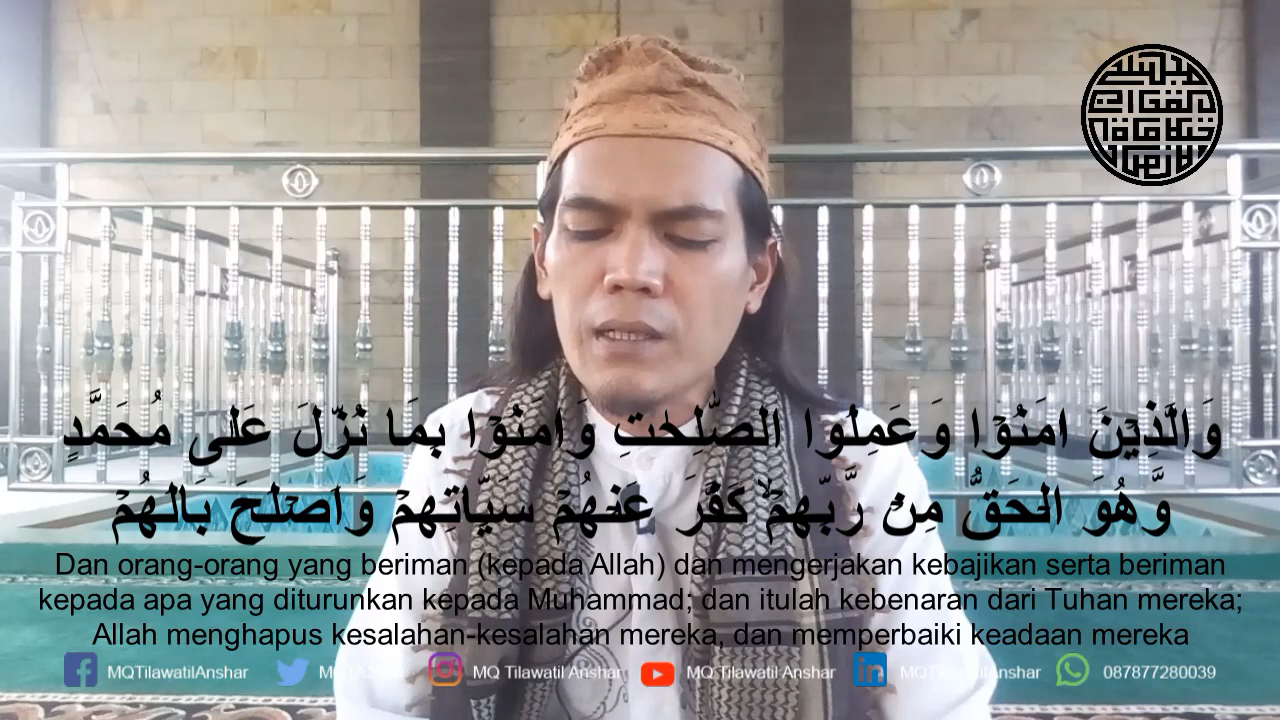 وَالَّذِيْنَ اٰمَنُوْا وَعَمِلُوا الصّٰلِحٰتِ وَاٰمَنُوْا بِمَا نُزِّلَ عَلٰى مُحَمَّدٍ
وَّهُوَ الْحَقُّ مِنْ رَّبِّهِمْۙ كَفَّرَ عَنْهُمْ سَيِّاٰتِهِمْ وَاَصْلَحَ بَالَهُمْ
Dan orang-orang yang beriman (kepada Allah) dan mengerjakan kebajikan serta beriman
kepada apa yang diturunkan kepada Muhammad; dan itulah kebenaran dari Tuhan mereka;
Allah menghapus kesalahan-kesalahan mereka, dan memperbaiki keadaan mereka
MQTilawatilAnshar MQ Tilawatil Anshar MQ Tilawatil Anshar MQTilawatilAnshar 087877280039